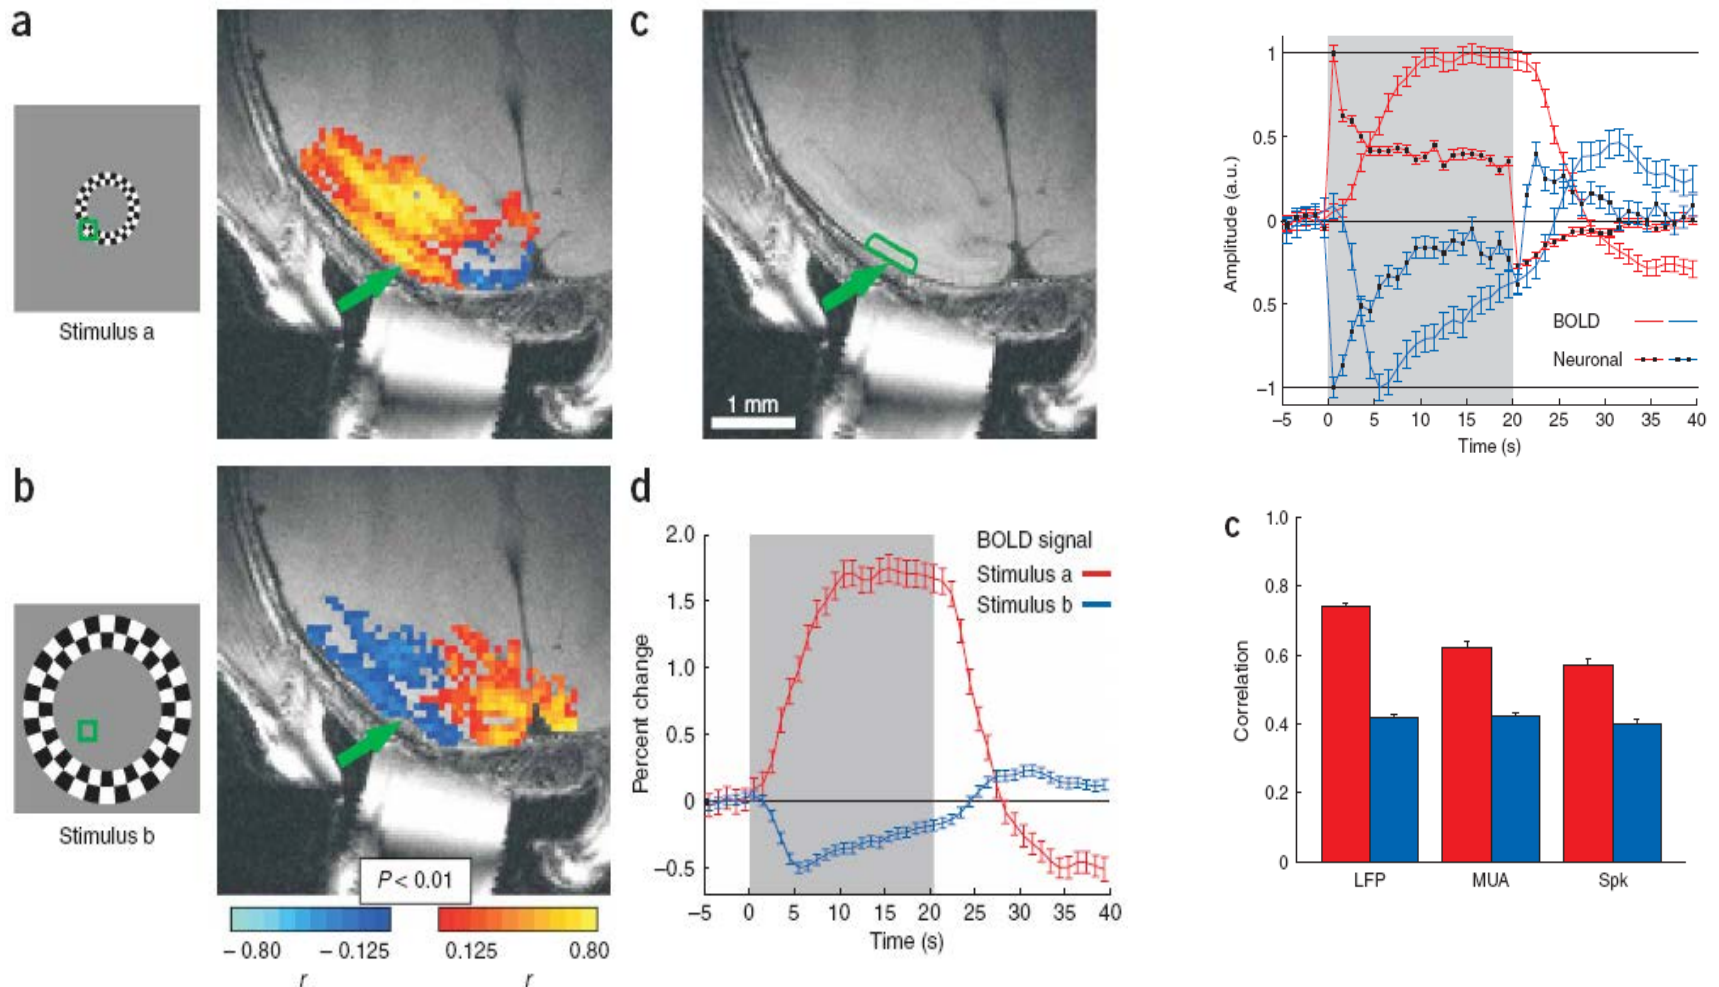 a
Stimulus a
b
Stimulus b
P < 0.01
– 0.80
– 0.125
0.125
0.80
r
r
c
1 mm
d
2.0
1.5
1.0
0.5
0
–0.5
Percent change
BOLD signal
Stimulus a
Stimulus b
–5
0
5
10
15
20
25
30
35
40
Time (s)
1
0.5
0
0.5
–1
Amplitude (a.u.)
BOLD
Neuronal
–5
0
5
10
15
20
25
30
35
40
Time (s)
c
1.0
0.8
0.6
0.4
0.2
0
Correlation
LFP
MUA
Spk